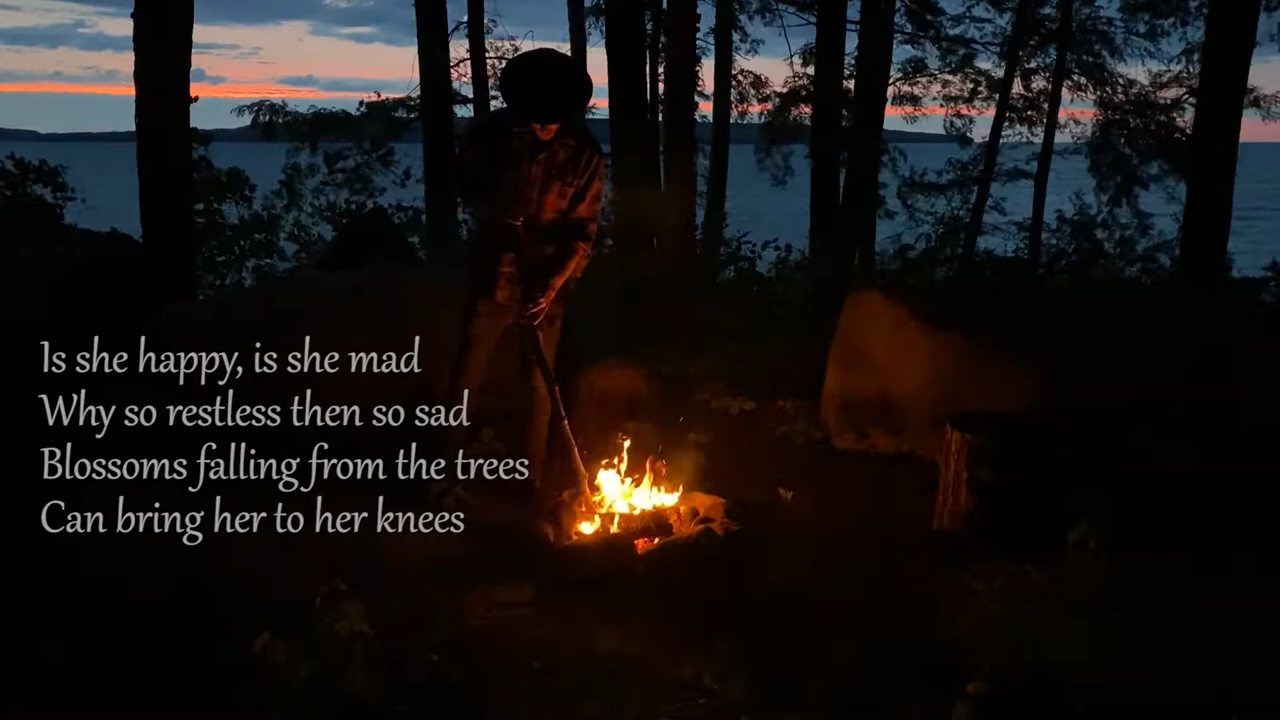 Is she happy, is she mad
Why so restless then so sad
Blossoms falling from the trees
Can bring her to her knees